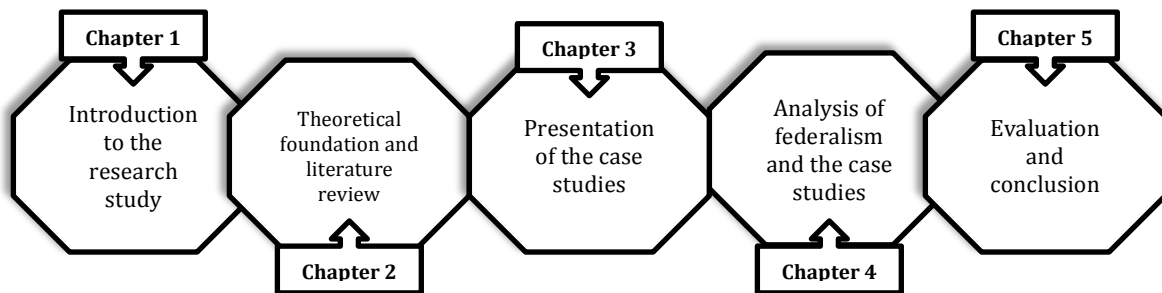 Chapter 1
Introduction
to the
research
study
Theoretical
foundation and
literature
review
Chapter 2
Chapter 3
Presentation
of the case
studies
Analysis of
federalism
and the case
studies
Chapter 4
Chapter 5
Evaluation
and
conclusion